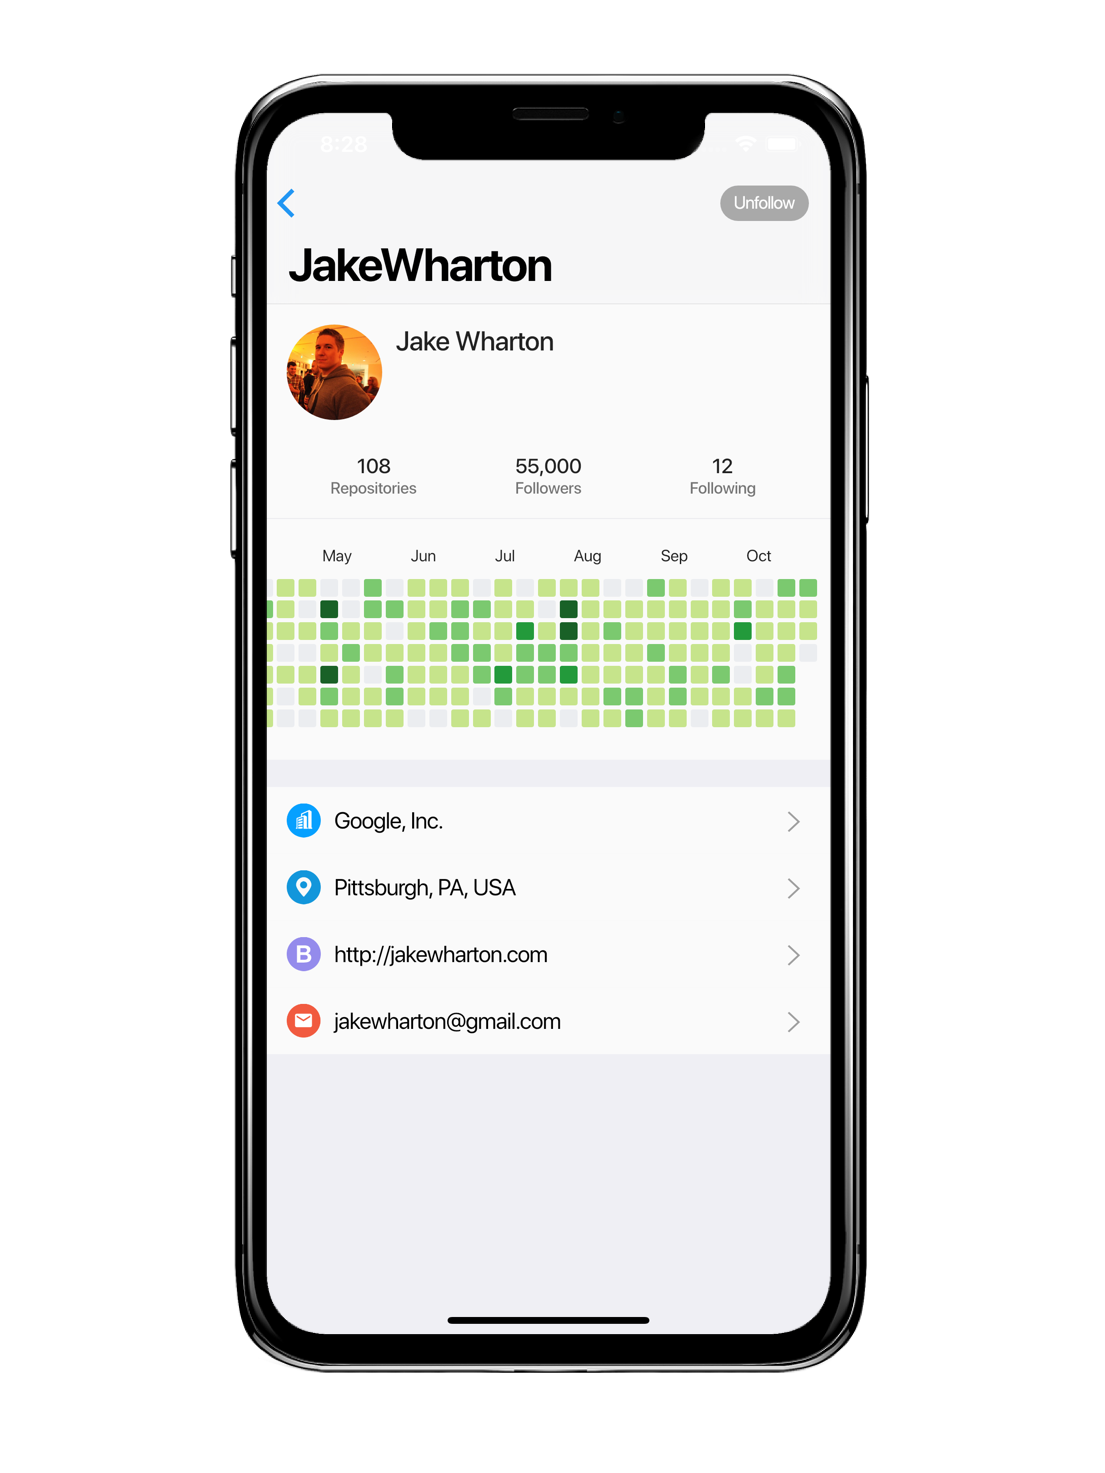 8:28
Unfollow
JakeWharton
Jake Wharton
108 55,000 12
Repositories Followers Following
May Jun Jul Aug Sep Oct
Google, Inc.
Pittsburgh, PA, USA
B http://jakewharton.com
jakewharton@gmail.com